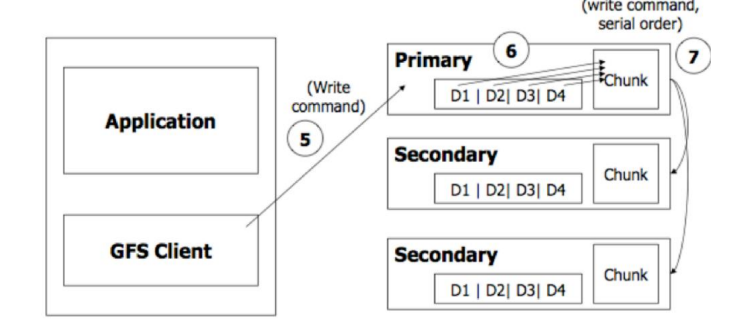 (write command,
serial order)
Primary
6
7
D1 | D2| D3| D4
Chunk
(Write
command)
5
Application
Secondary
D1 | D2| D3| D4
Chunk
GFS Client
Secondary
D1 | D2| D3| D4
Chunk